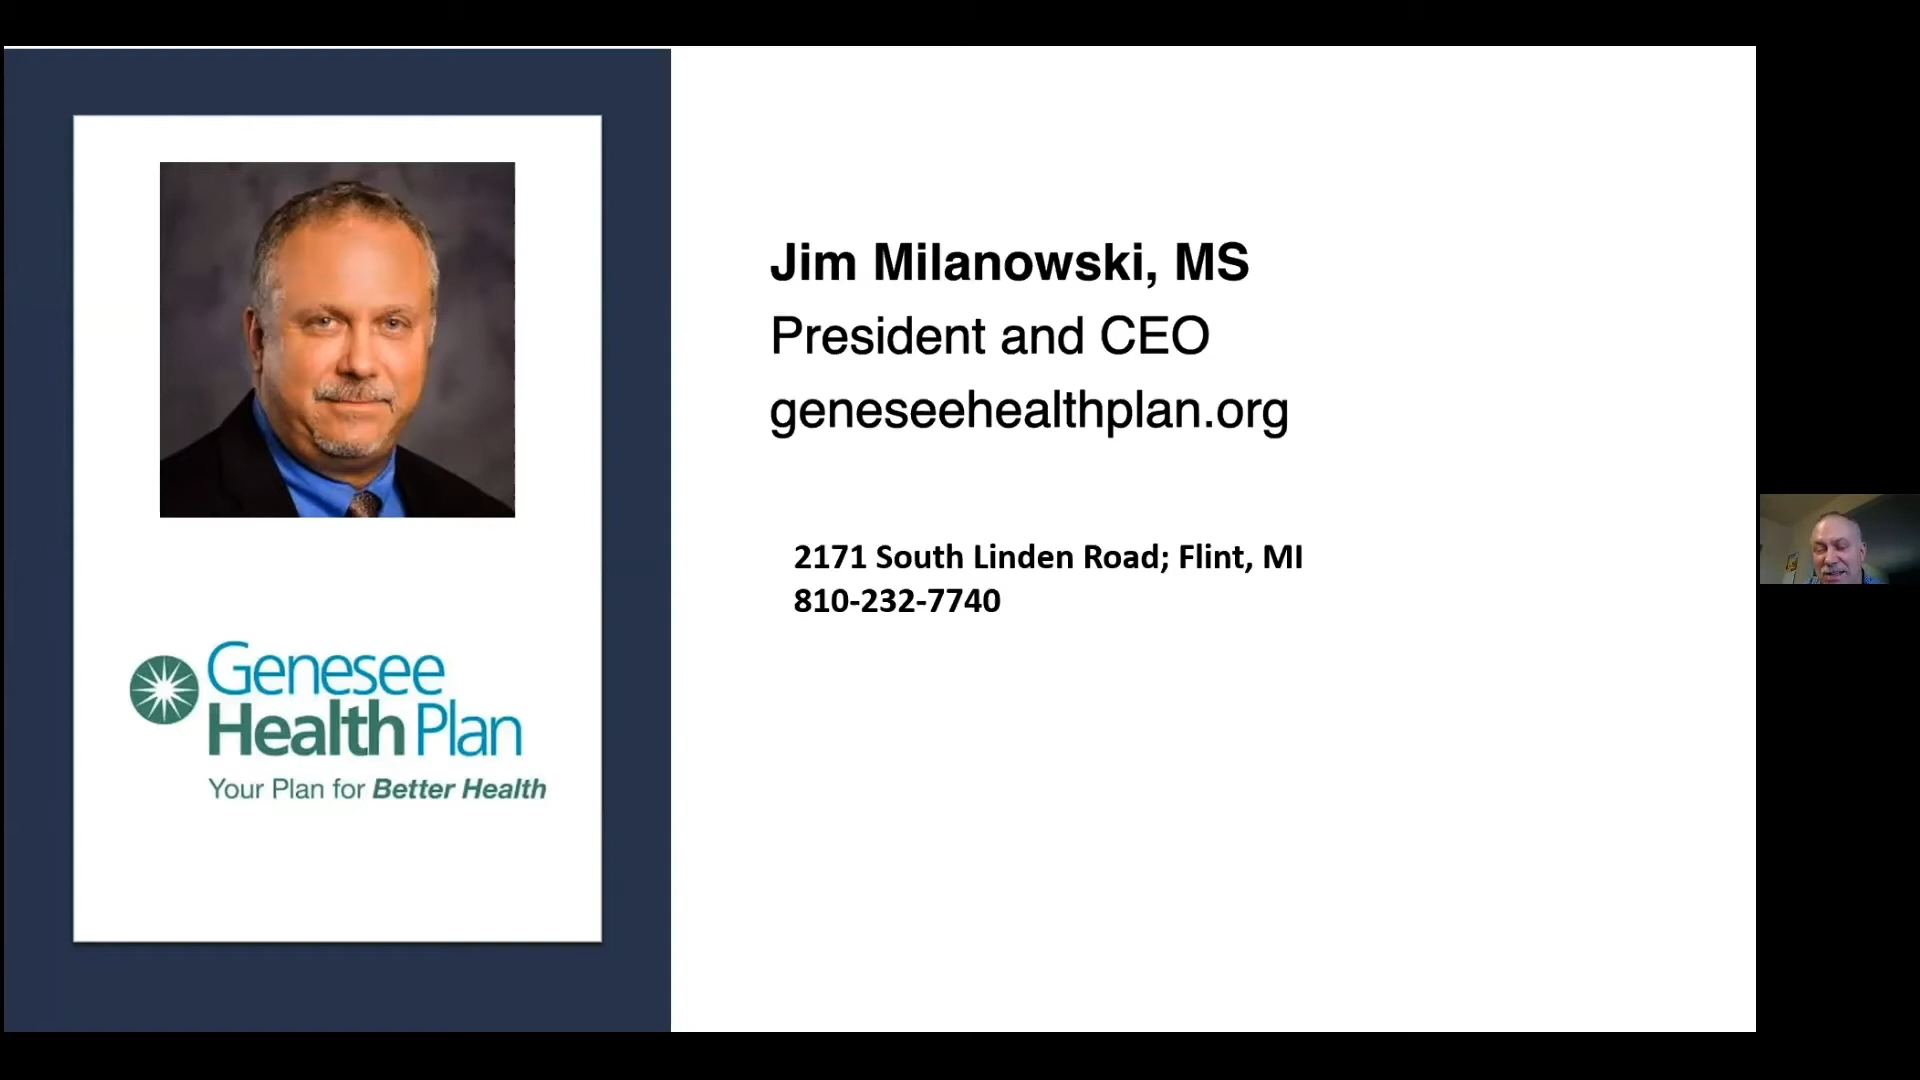 Jim Milanowski, MS
President and CEO
geneseehealthplan.org
2171 South Linden Road; Flint, MI
810-232-7740
Genesee
Health Plan
Your Plan for Better Health